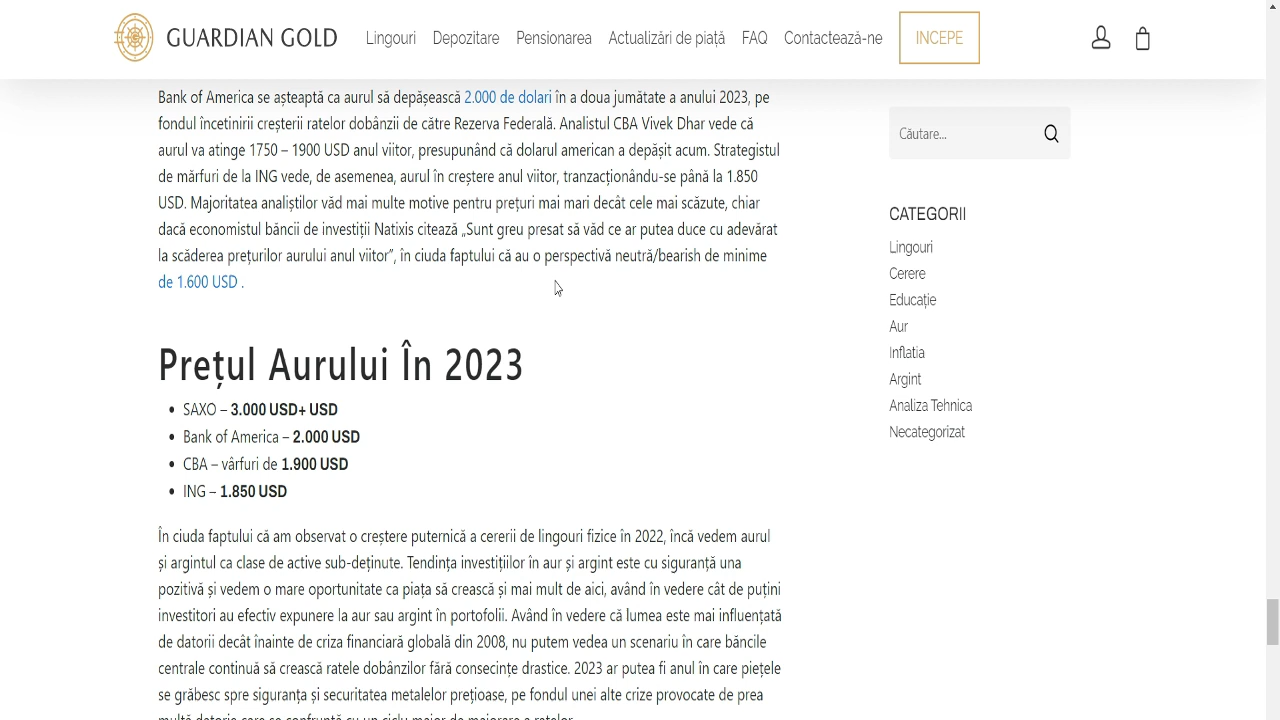 GUARDIAN GOLD Lingouri Depozitare Pensionarea Actualizări de piață FAQ Contactează-ne INCEPE
Bank of America se așteaptă ca aurul să depășească 2.000 de dolari în a doua jumătate a anului 2023, pe
fondul încetinirii creșterii ratelor dobânzii de către Rezerva Federală. Analistul CBA Vivek Dhar vede că
aurul va atinge 1750 – 1900 USD anul viitor, presupunând că dolarul american a depășit acum. Strategistul
de mărfuri de la ING vede, de asemenea, aurul în creștere anul viitor, tranzacționându-se până la 1.850
USD. Majoritatea analiștilor văd mai multe motive pentru prețuri mai mari decât cele mai scăzute, chiar
dacă economistul băncii de investiții Natixis citează „Sunt greu presat să văd ce ar putea duce cu adevărat
la scăderea prețurilor aurului anul viitor”, în ciuda faptului că au o perspectivă neutră/bearish de minime
de 1.600 USD .
Prețul Aurului În 2023
• SAXO – 3.000 USD+ USD
• Bank of America – 2.000 USD
• CBA – vârfuri de 1.900 USD
• ING – 1.850 USD
În ciuda faptului că am observat o creștere puternică a cererii de lingouri fizice în 2022, încă vedem aurul
și argintul ca clase de active sub-deținute. Tendința investițiilor în aur și argint este cu siguranță una
pozitivă și vedem o mare oportunitate ca piața să crească și mai mult de aici, având în vedere cât de puțini
investitori au efectiv expunere la aur sau argint în portofolii. Având în vedere că lumea este mai influențată
de datorii decât înainte de criza financiară globală din 2008, nu putem vedea un scenariu în care băncile
centrale continuă să crească ratele dobânzilor fără consecințe drastice. 2023 ar putea fi anul în care piețele
se grăbesc spre siguranța și securitatea metalelor prețioase, pe fondul unei alte crize provocate de prea
multă datorie care se confruntă cu un ciclu major de majorare a ratelor.
Căutare...
CATEGORII
Lingouri
Cerere
Educație
Aur
Inflatia
Argint
Analiza Tehnica
Necategorizat